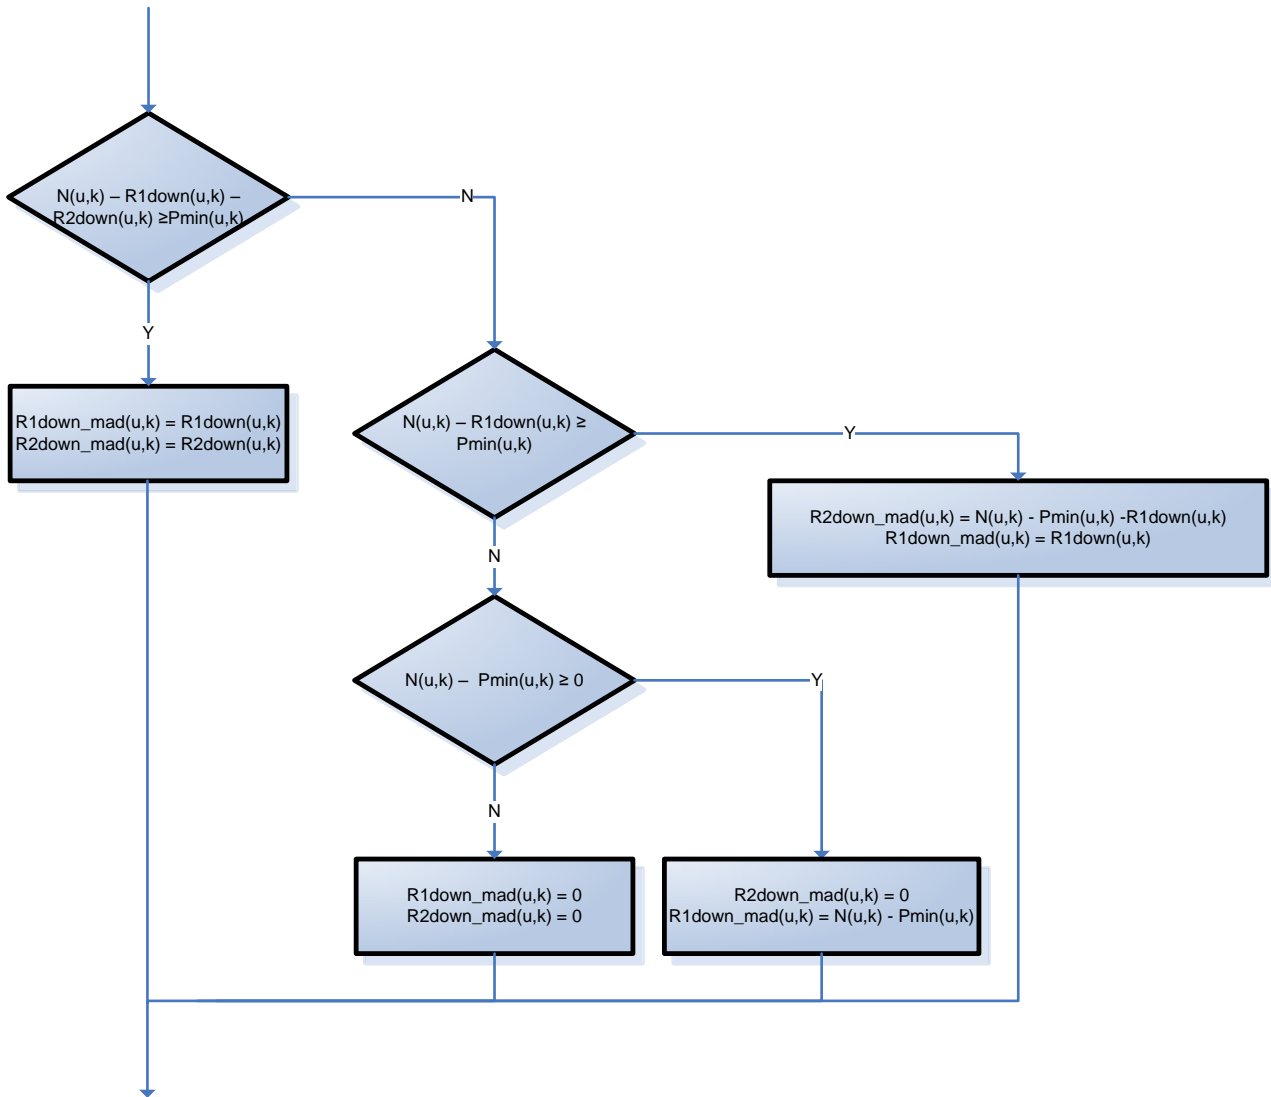 N(u,k) – R1down(u,k) –
R2down(u,k) ≥Pmin(u,k)
N
Y
R1down_mad(u,k) = R1down(u,k)
R2down_mad(u,k) = R2down(u,k)
N(u,k) – R1down(u,k) ≥
Pmin(u,k)
Y
R2down_mad(u,k) = N(u,k) - Pmin(u,k) -R1down(u,k)
R1down_mad(u,k) = R1down(u,k)
N
N(u,k) –  Pmin(u,k) ≥ 0
Y
N
R1down_mad(u,k) = 0
R2down_mad(u,k) = 0
R2down_mad(u,k) = 0
R1down_mad(u,k) = N(u,k) - Pmin(u,k)